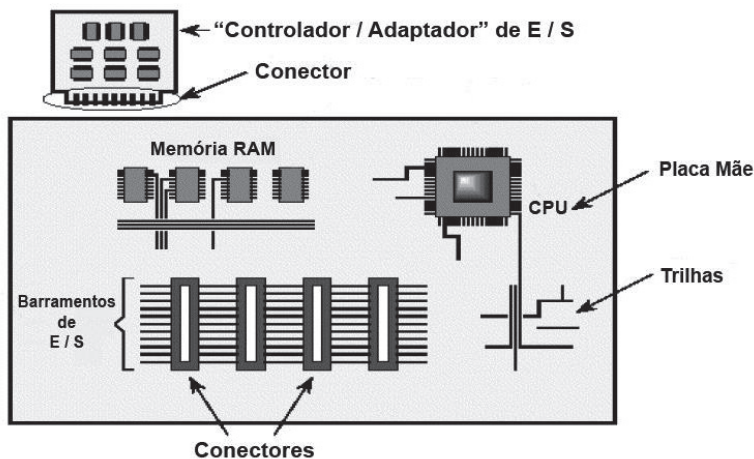 “Controlador / Adaptador” de E / S
Conector
Memória RAM
Placa Mãe
CPU
Trilhas
Barramentos
de
E / S
Conectores